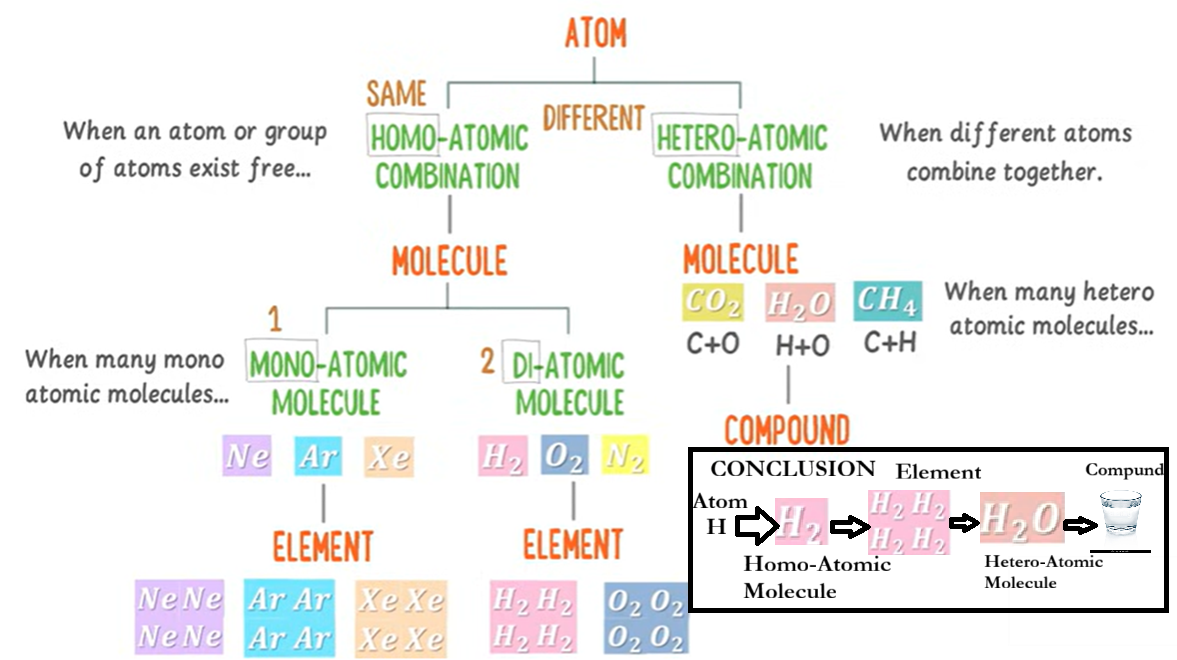 ATOM
SAME
DIFFERENT
When an atom or group
of atoms exist free...
HOMO-ATOMIC
COMBINATION
HETERO-ATOMIC
COMBINATION
When different atoms
combine together.
MOLECULE
MOLECULE
CO₂ H₂O CH₄
C+O H+O C+H
When many hetero
atomic molecules...
1
When many mono
atomic molecules...
MONO-ATOMIC
MOLECULE
2 DI-ATOMIC
MOLECULE
COMPOUND
Ne Ar Xe
H₂ O₂ N₂
ELEMENT
ELEMENT
Ne Ne Ar Ar Xe Xe
Ne Ne Ar Ar Xe Xe
H₂ H₂ O₂ O₂
H₂ H₂ O₂ O₂
CONCLUSION Element Compund
Atom
H
H₂
H₂ H₂
H₂ H₂
H₂O
Homo-Atomic
Molecule
Hetero-Atomic
Molecule